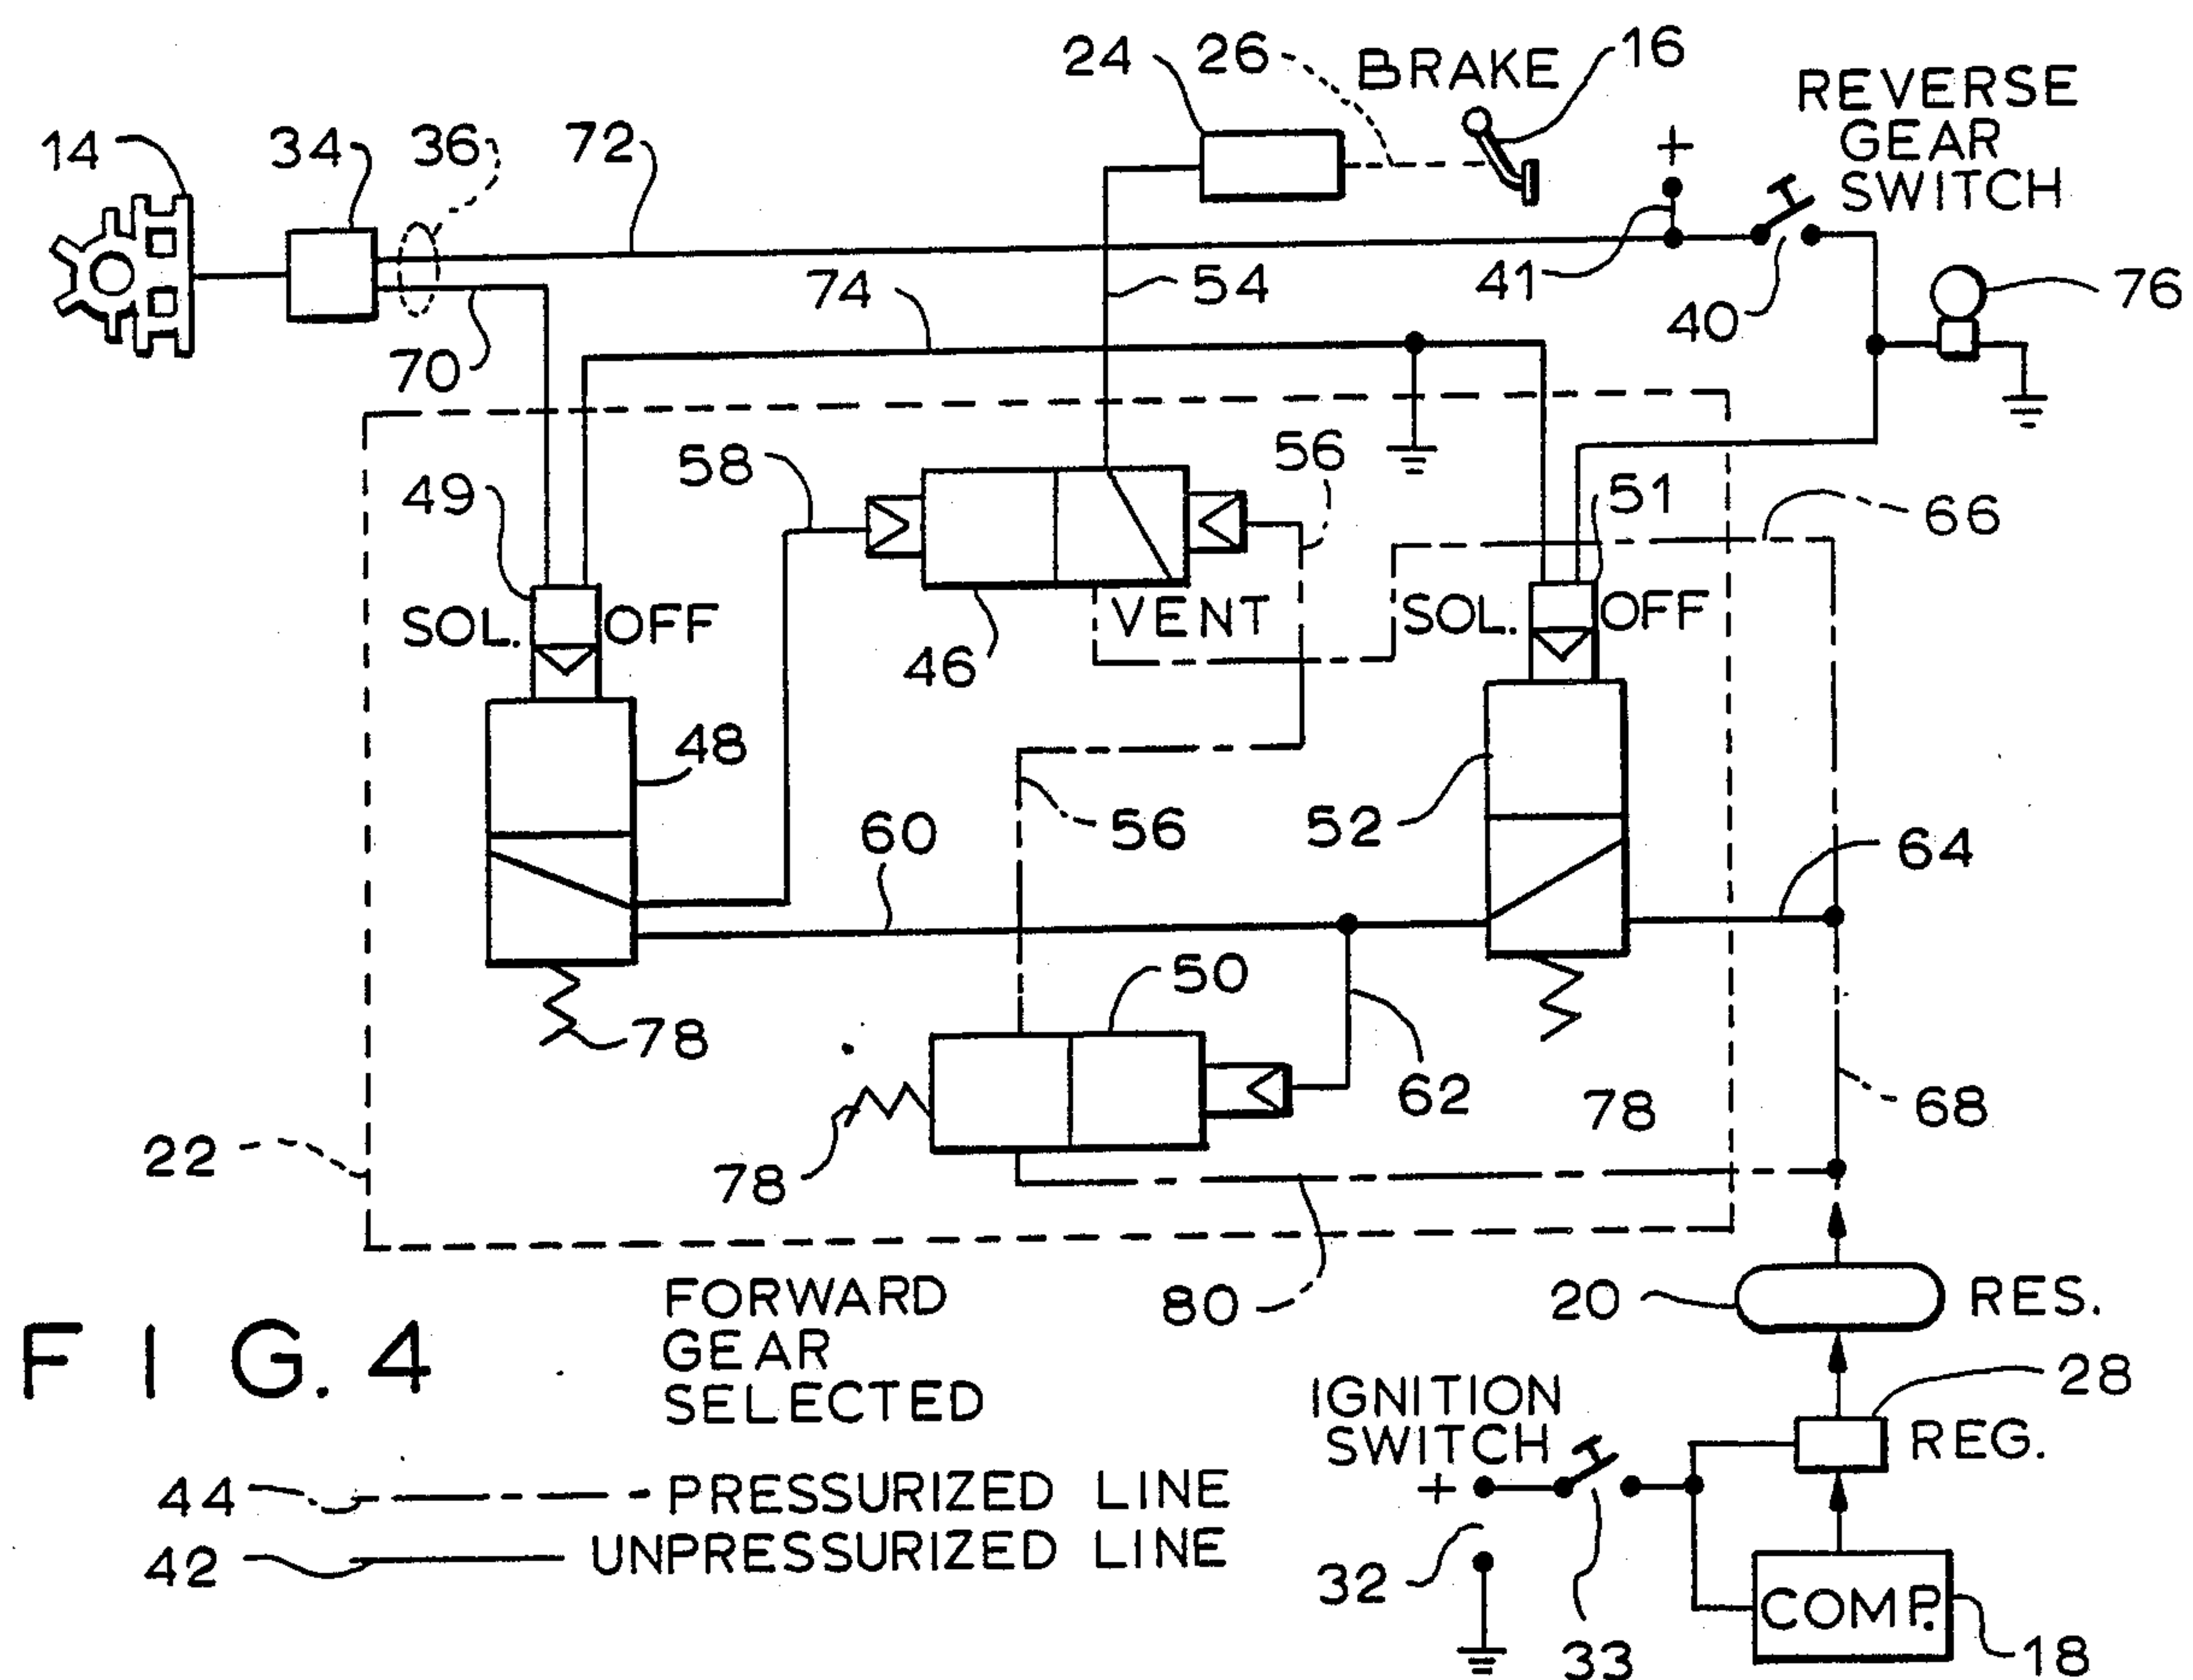 24
26
BRAKE
16
REVERSE
GEAR
SWITCH
+
14
34
36
72
41
40
76
54
74
70
58
56
49
51
66
SOL.
OFF
VENT
SOL.
OFF
46
48
56
52
60
64
50
78
62
78
68
78
22
80
20
RES.
FORWARD
GEAR
SELECTED
FIG. 4
IGNITION
SWITCH
28
REG.
+
44
PRESSURIZED LINE
42
UNPRESSURIZED LINE
32
33
COMP.
18